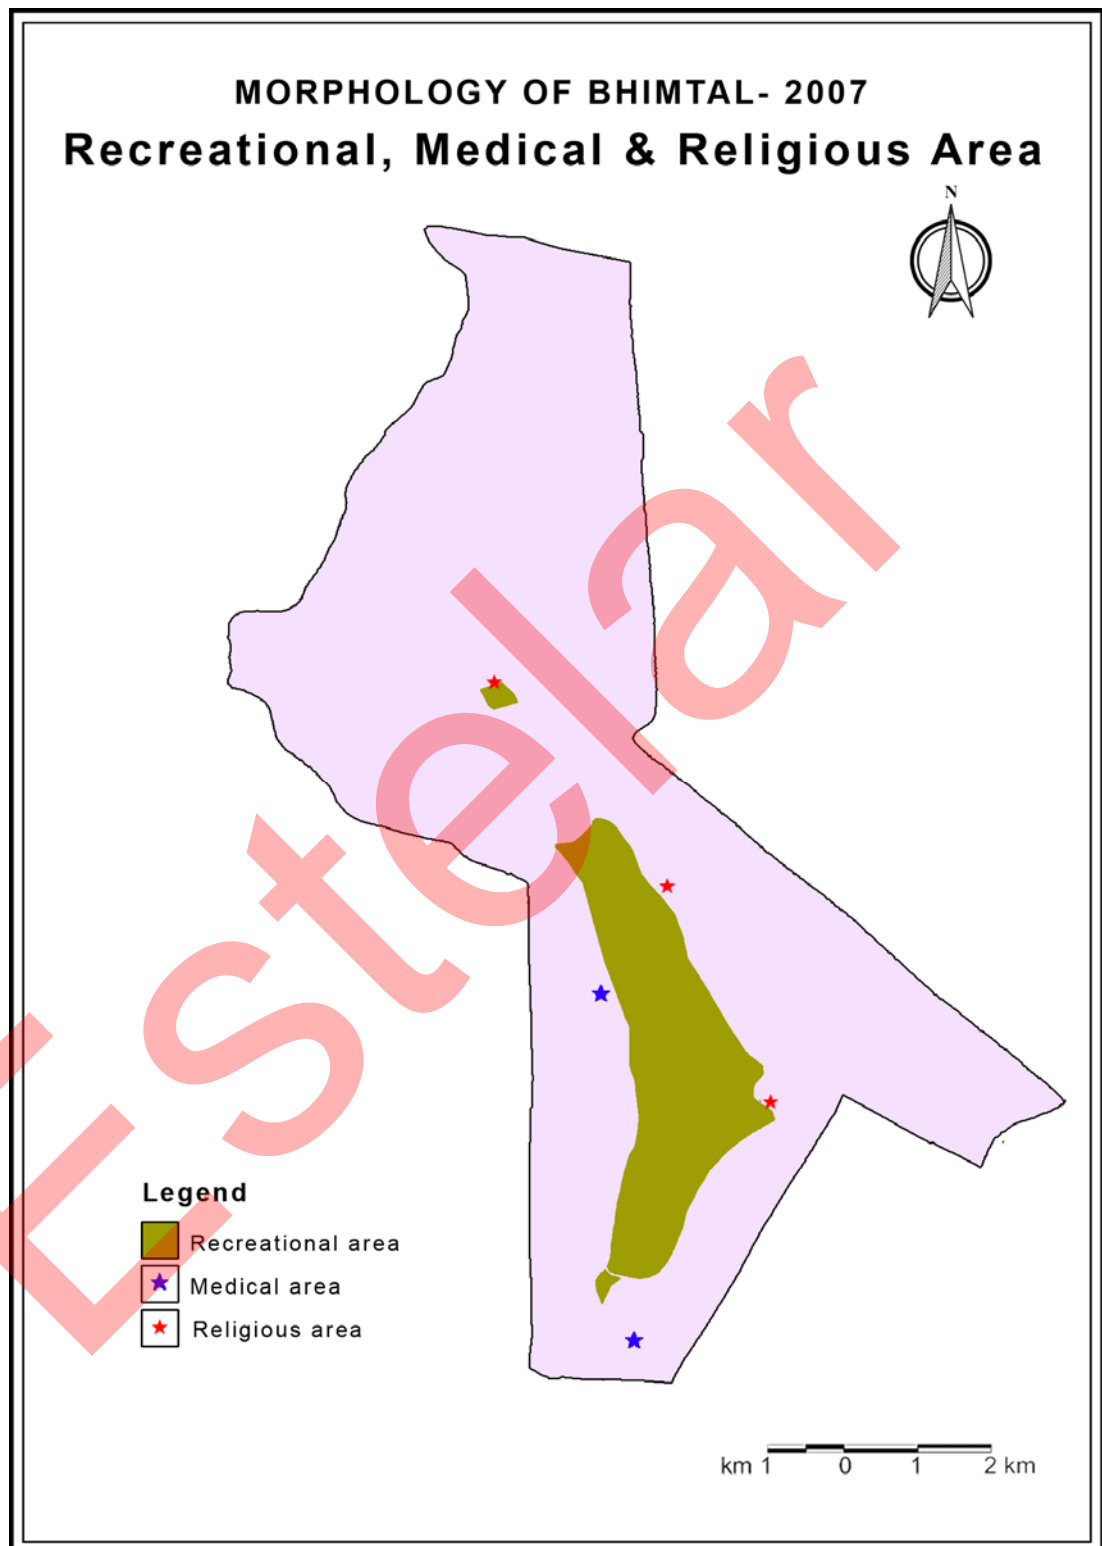 MORPHOLOGY OF BHIMTAL- 2007
Recreational, Medical & Religious Area
N
Estelar
Legend
Recreational area
Medical area
Religious area
km 1 0 1 2 km